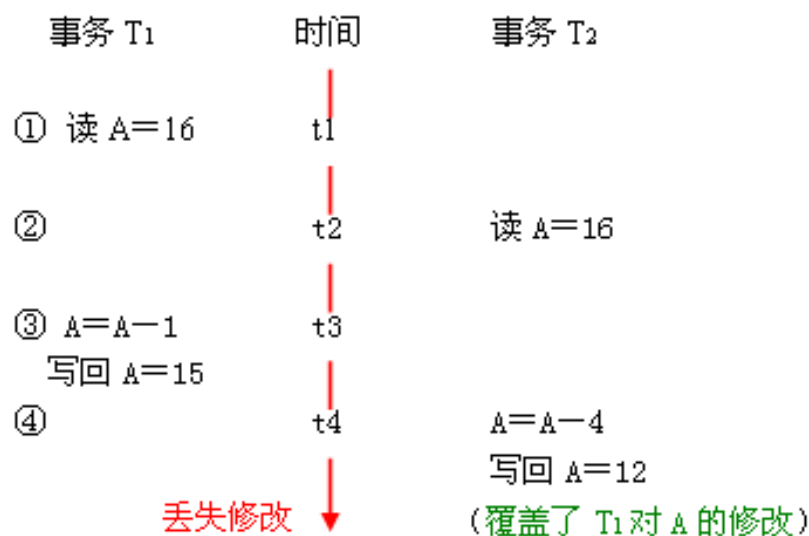 事务 T1 时间 事务 T2
① 读 A＝16 t1
② t2 读 A＝16
③ A＝A－1 t3
写回 A＝15
④ t4 A＝A－4
写回 A＝12
丢失修改 (覆盖了 T1对 A 的修改)